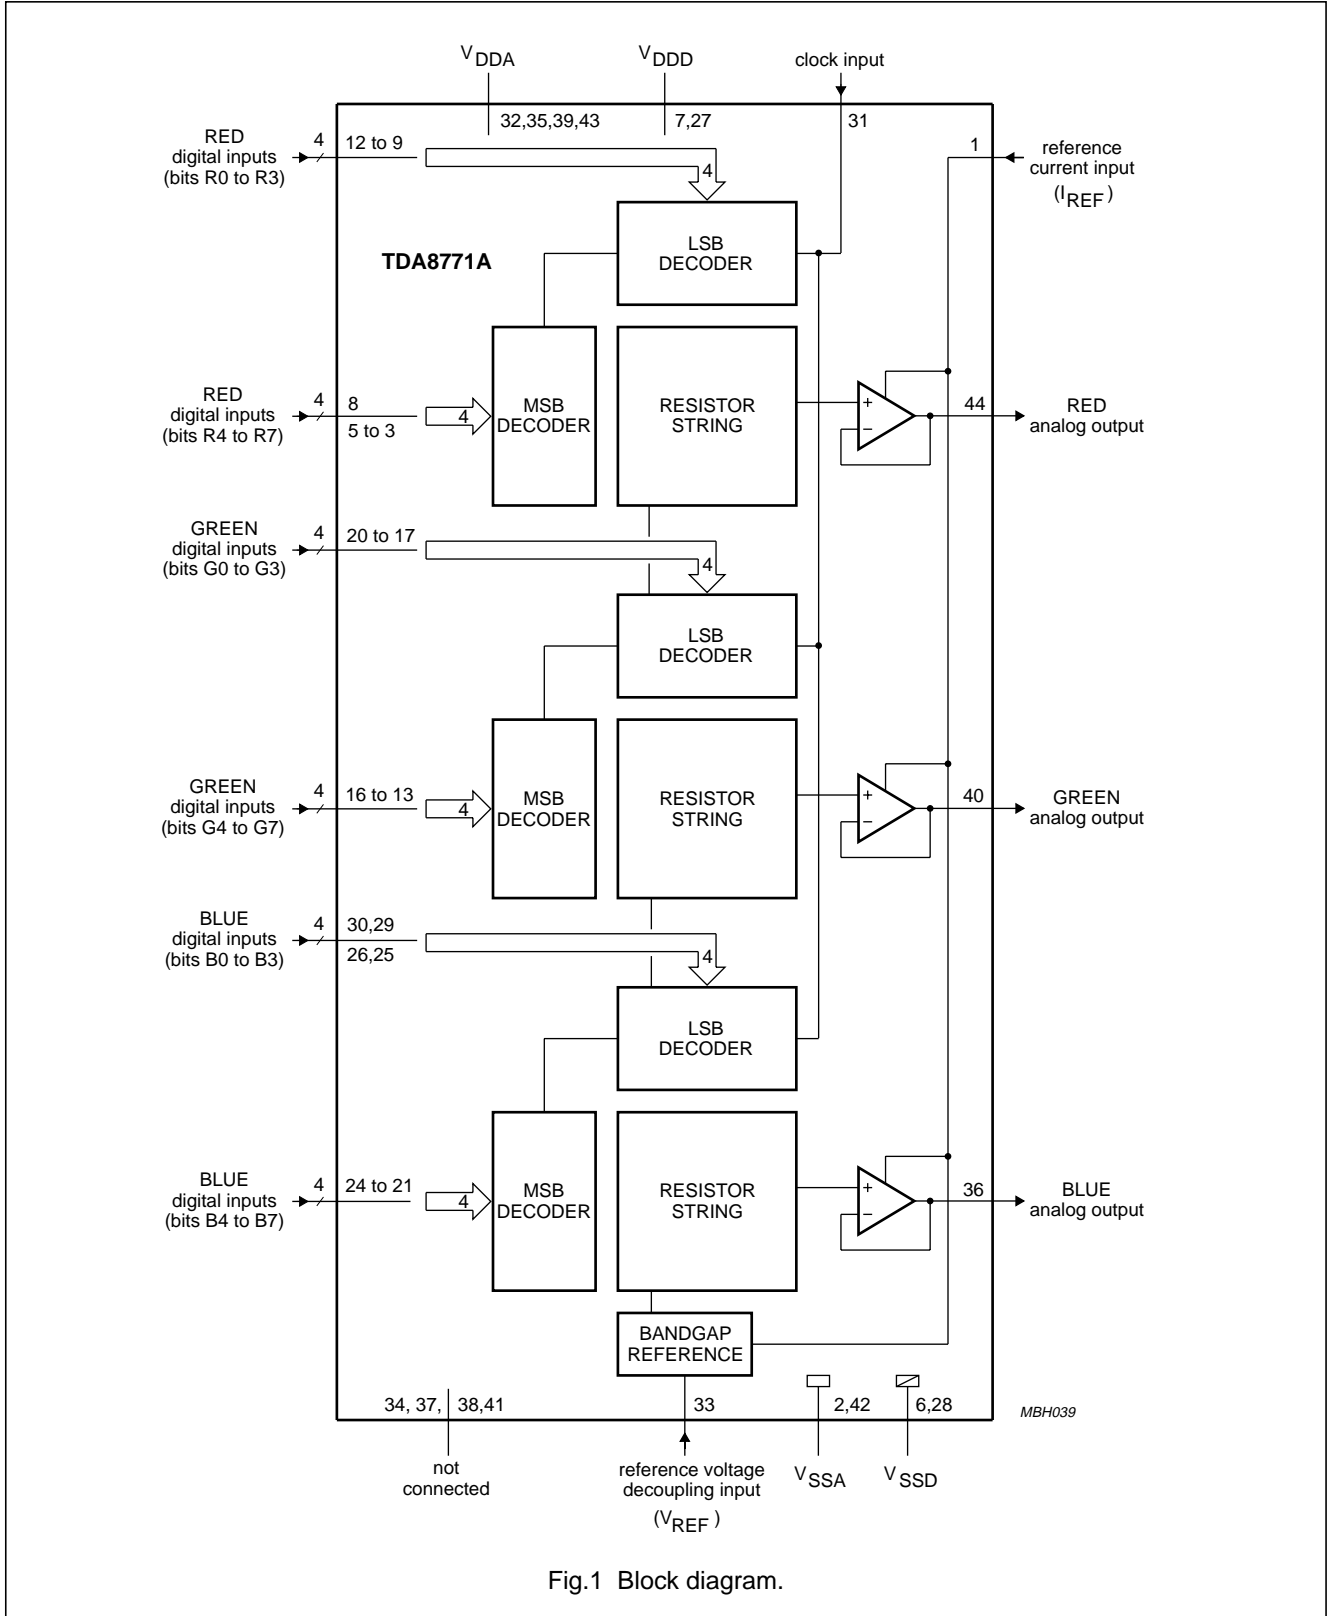 VDDA
VDDD
clock input
32,35,39,43
7,27
31
RED
digital inputs
(bits R0 to R3)
4
12 to 9
4
1
reference
current input
(IREF)
LSB
DECODER
TDA8771A
RED
digital inputs
(bits R4 to R7)
4
8
5 to 3
4
MSB
DECODER
RESISTOR
STRING
+
−
44
RED
analog output
GREEN
digital inputs
(bits G0 to G3)
4
20 to 17
4
LSB
DECODER
GREEN
digital inputs
(bits G4 to G7)
4
16 to 13
4
MSB
DECODER
RESISTOR
STRING
+
−
40
GREEN
analog output
BLUE
digital inputs
(bits B0 to B3)
4
30,29
26,25
4
LSB
DECODER
BLUE
digital inputs
(bits B4 to B7)
4
24 to 21
4
MSB
DECODER
RESISTOR
STRING
+
−
36
BLUE
analog output
BANDGAP
REFERENCE
34, 37, 38,41
33
2,42
6,28
MBH039
not
connected
reference voltage
decoupling input
(VREF)
VSSA
VSSD
Fig.1 Block diagram.